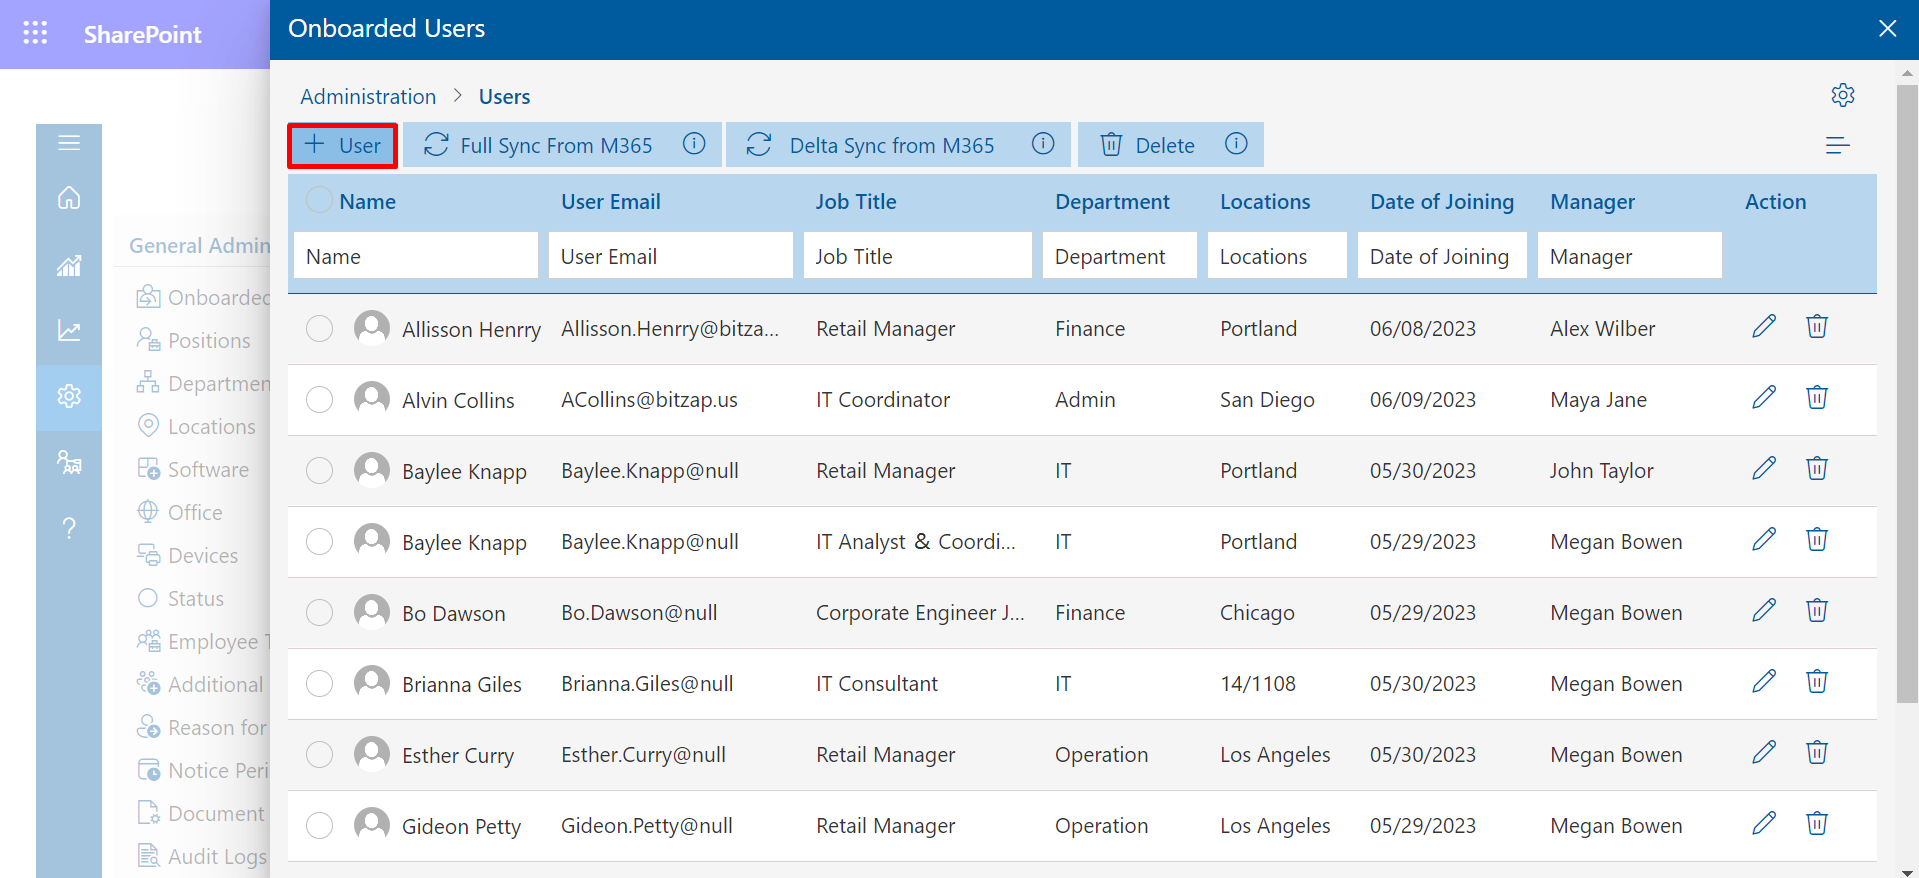 SharePoint
Onboarded Users
Administration > Users
+ User
Full Sync From M365
Delta Sync from M365
Delete
General Admin
Onboarded
Positions
Departmen
Locations
Software
Office
Devices
Status
Employee T
Additional
Reason for
Notice Peri
Document
Audit Logs
Name User Email Job Title Department Locations Date of Joining Manager Action
Name User Email Job Title Department Locations Date of Joining Manager
Allisson Henrry Allisson.Henrry@bitza... Retail Manager Finance Portland 06/08/2023 Alex Wilber
Alvin Collins ACollins@bitzap.us IT Coordinator Admin San Diego 06/09/2023 Maya Jane
Baylee Knapp Baylee.Knapp@null Retail Manager IT Portland 05/30/2023 John Taylor
Baylee Knapp Baylee.Knapp@null IT Analyst & Coordi... IT Portland 05/29/2023 Megan Bowen
Bo Dawson Bo.Dawson@null Corporate Engineer J... Finance Chicago 05/29/2023 Megan Bowen
Brianna Giles Brianna.Giles@null IT Consultant IT 14/1108 05/30/2023 Megan Bowen
Esther Curry Esther.Curry@null Retail Manager Operation Los Angeles 05/30/2023 Megan Bowen
Gideon Petty Gideon.Petty@null Retail Manager Operation Los Angeles 05/29/2023 Megan Bowen